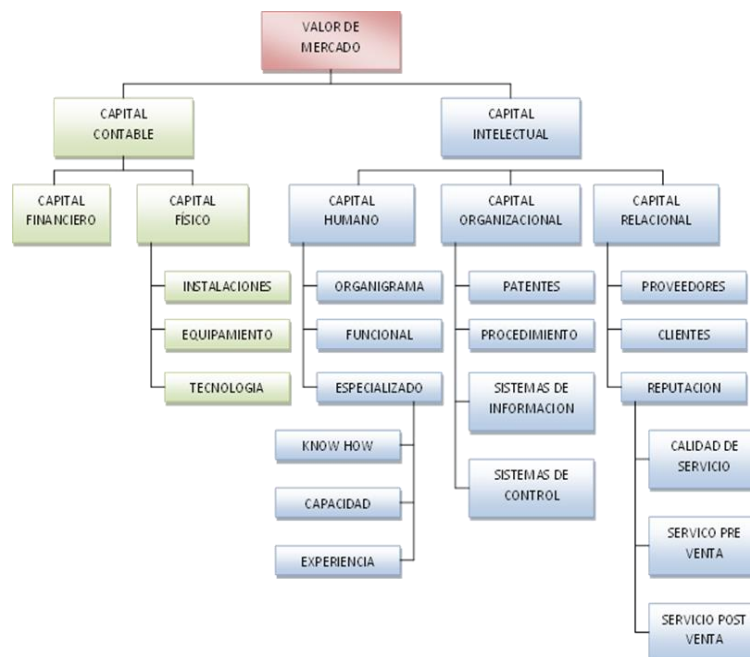 VALOR DE
MERCADO
CAPITAL
CONTABLE
CAPITAL
INTELECTUAL
CAPITAL
FINANCIERO
CAPITAL
FÍSICO
CAPITAL
HUMANO
CAPITAL
ORGANIZACIONAL
CAPITAL
RELACIONAL
INSTALACIONES
ORGANIGRAMA
PATENTES
PROVEEDORES
EQUIPAMIENTO
FUNCIONAL
PROCEDIMIENTO
CLIENTES
TECNOLOGIA
ESPECIALIZADO
SISTEMAS DE
INFORMACION
REPUTACION
KNOW HOW
CALIDAD DE
SERVICIO
CAPACIDAD
SISTEMAS DE
CONTROL
EXPERIENCIA
SERVICO PRE
VENTA
SERVICIO POST
VENTA